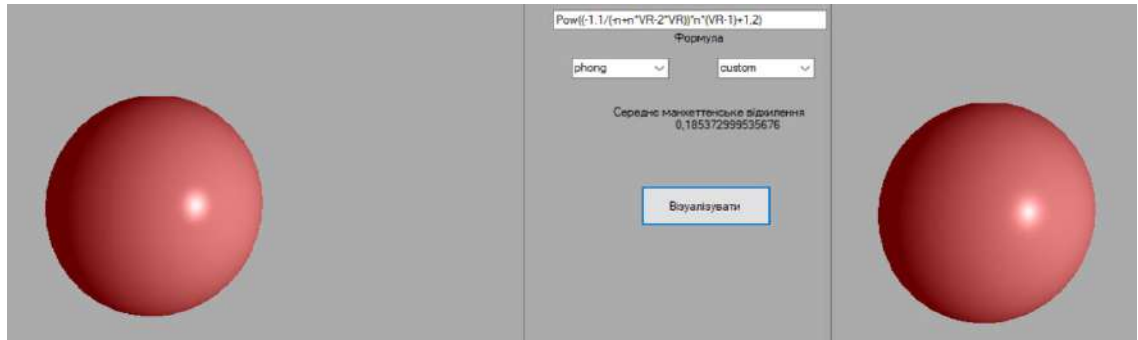 Pow((-1.1/(-n+n*VR-2*VR))*n*(VR-1)+1,2)
Формула
phong custom
Середнє манхеттенське відхилення
0,185372999535676
Візуалізувати